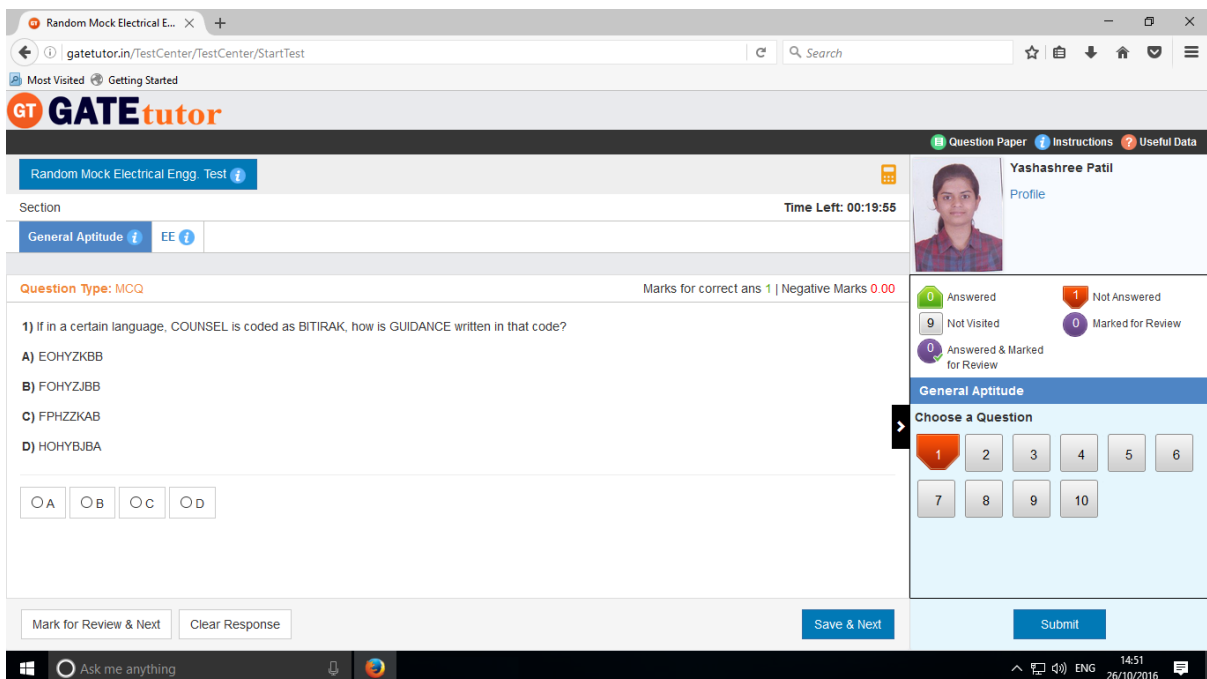 Random Mock Electrical E...
gatetutor.in/TestCenter/TestCenter/StartTest
Search
Most Visited Getting Started
GT GATEtutor
Question Paper Instructions Useful Data
Random Mock Electrical Engg. Test
Yashashree Patil
Profile
Section Time Left: 00:19:55
General Aptitude EE
Question Type: MCQ Marks for correct ans 1 | Negative Marks 0.00
1) If in a certain language, COUNSEL is coded as BITIRAK, how is GUIDANCE written in that code?
A) EOHYZKBB
B) FOHYZJBB
C) FPHZZKAB
D) HOHYBJBA
A B C D
Mark for Review & Next Clear Response Save & Next
0 Answered 1 Not Answered
9 Not Visited 0 Marked for Review
0 Answered & Marked
for Review
General Aptitude
Choose a Question
1 2 3 4 5 6
7 8 9 10
Submit
Ask me anything
ENG 14:51
26/10/2016